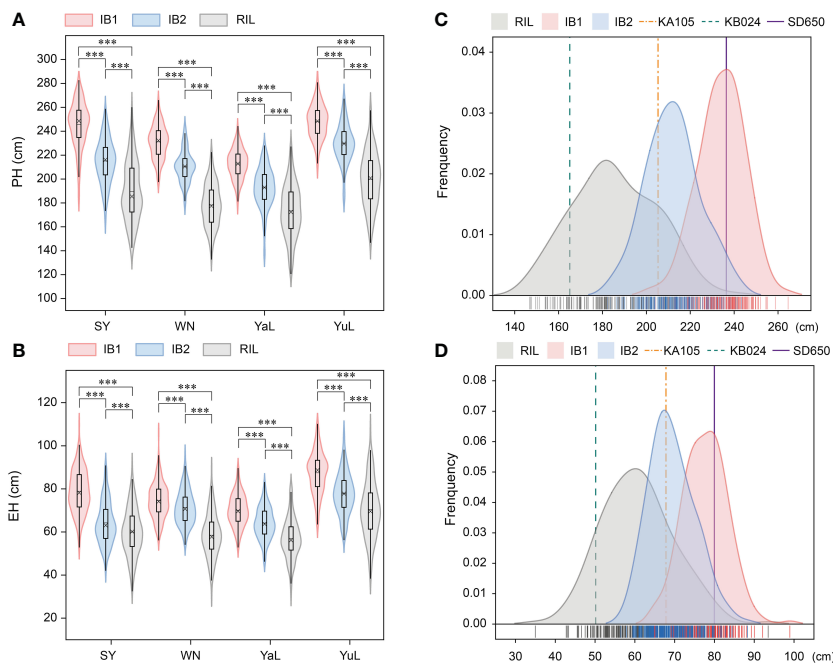 A
IB1 IB2 RIL
PH (cm)
300
280
260
240
220
200
180
160
140
120
100
*** *** ***
*** *** ***
*** *** ***
*** *** ***
SY WN YaL YuL
B
IB1 IB2 RIL
EH (cm)
120
100
80
60
40
20
*** *** ***
*** *** ***
*** *** ***
*** *** ***
SY WN YaL YuL
C
RIL IB1 IB2 KA105 KB024 SD650
Frenquency
0.04
0.03
0.02
0.01
0.00
140 160 180 200 220 240 260 (cm)
D
RIL IB1 IB2 KA105 KB024 SD650
Frenquency
0.08
0.07
0.06
0.05
0.04
0.03
0.02
0.01
0.00
30 40 50 60 70 80 90 100 (cm)